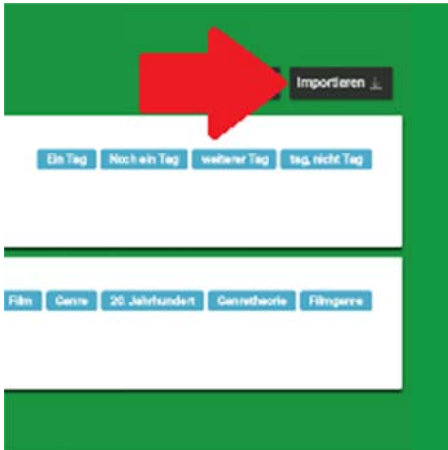 Importieren
Ein Tag Noch ein Tag weiterer Tag tag, nicht Tag
Film Genre 20. Jahrhundert Genretheorie Filmgenre